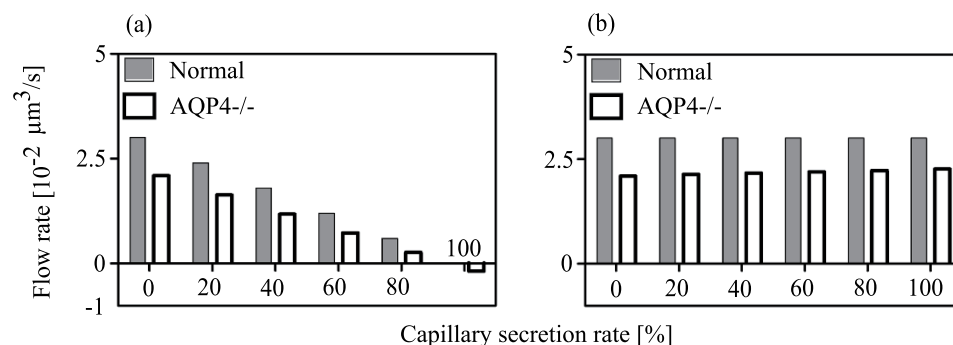 (a)
5
Normal
AQP4-/-
2.5
0
-1
100
0 20 40 60 80
Flow rate [10⁻² μm³/s]
(b)
5
Normal
AQP4-/-
2.5
0
0 20 40 60 80 100
Capillary secretion rate [%]